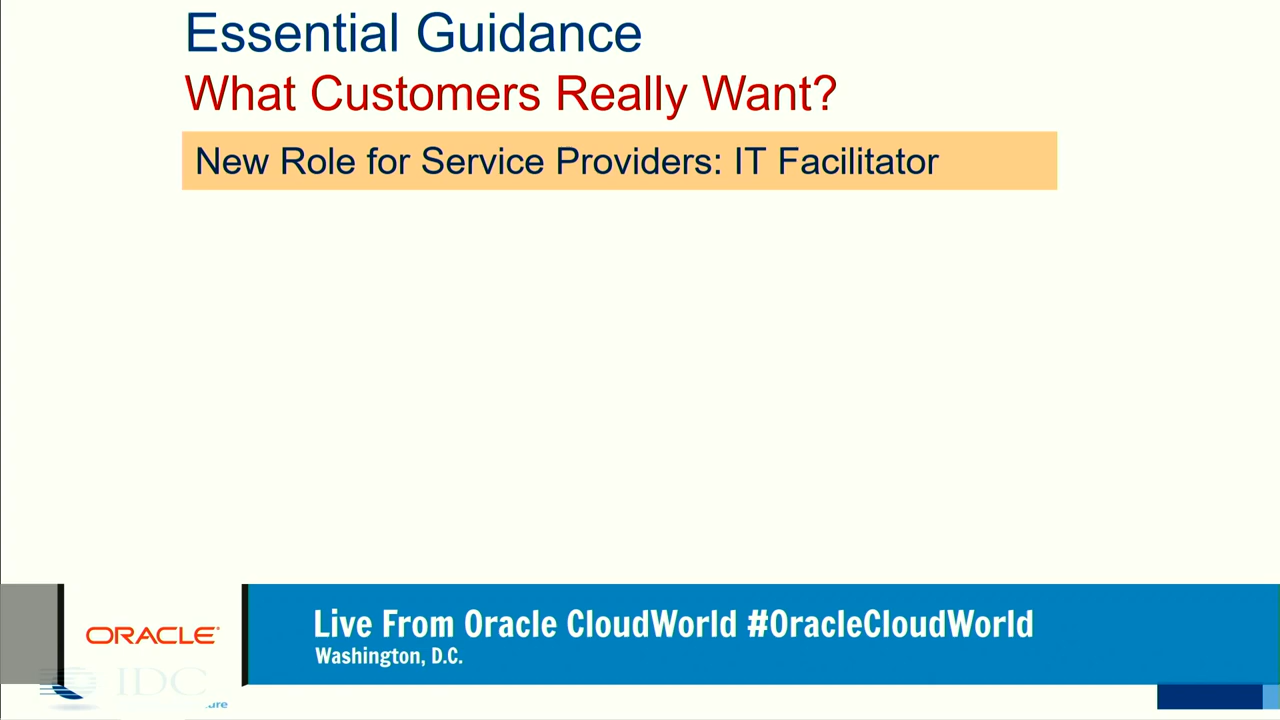 Essential Guidance
What Customers Really Want?
New Role for Service Providers: IT Facilitator
Live From Oracle CloudWorld #OracleCloudWorld
ORACLE
Washington, D.C.
IDC